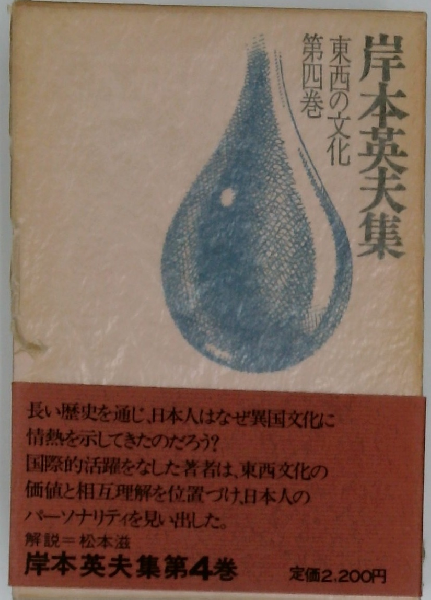 岸本英夫集
東西の文化
第四巻
長い歴史を通じ、日本人はなぜ異国文化に
情熱を示してきたのだろう?
国際的活躍をなした著者は、東西文化の
価値と相互理解を位置づけ、日本人の
パーソナリティを見い出した。
解説=松本滋
岸本英夫集第4巻
定価2,200円